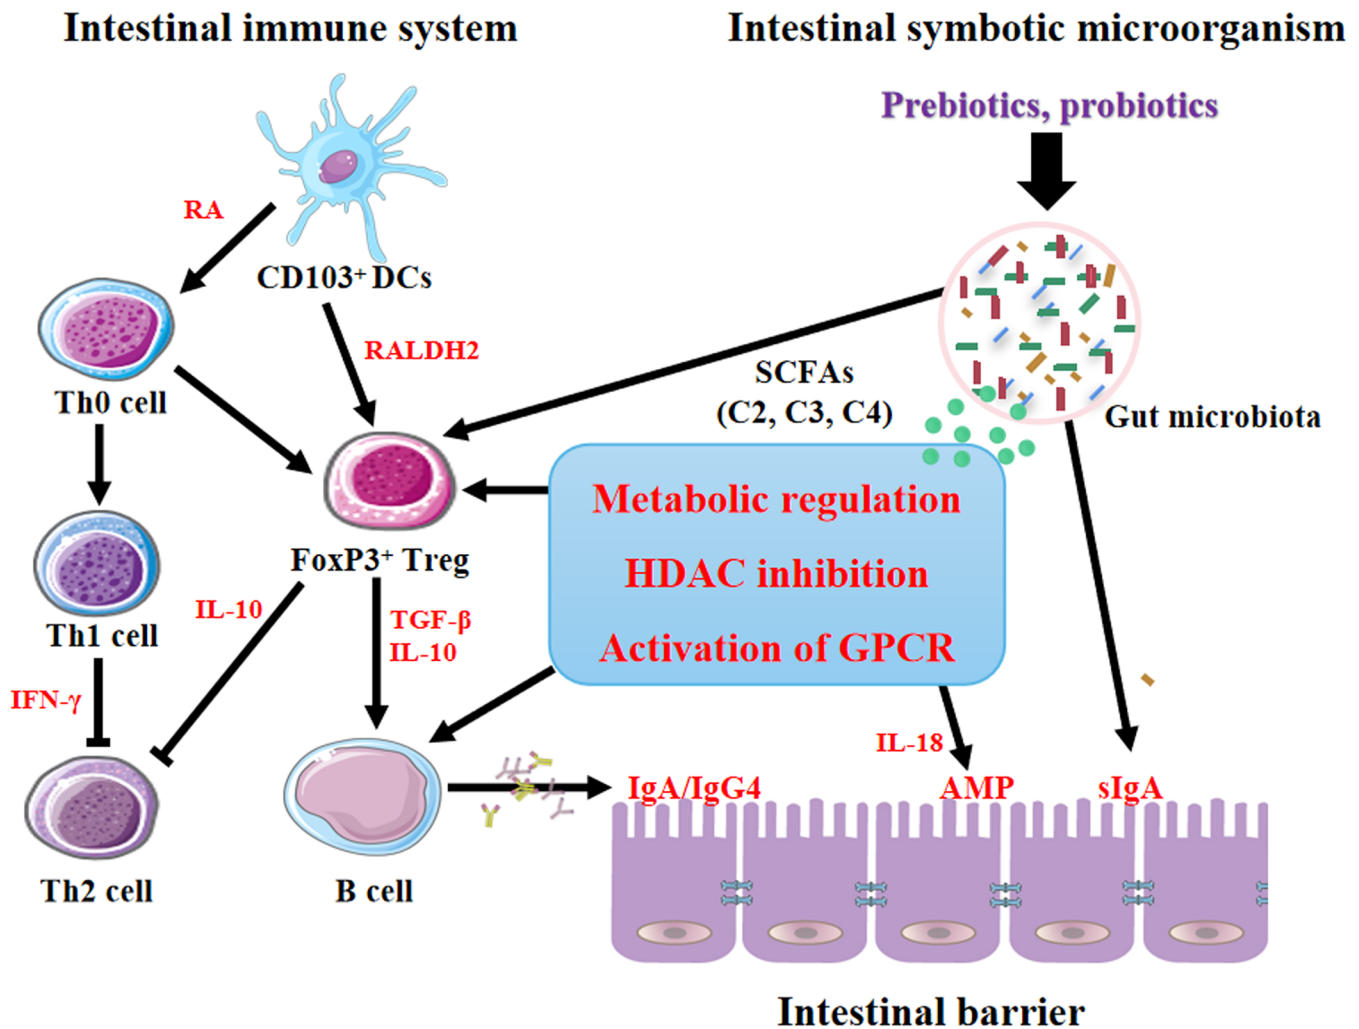 Intestinal immune system
Intestinal symbotic microorganism
Prebiotics, probiotics
RA
CD103⁺ DCs
RALDH2
Th0 cell
SCFAs
(C2, C3, C4)
Gut microbiota
Metabolic regulation
HDAC inhibition
Activation of GPCR
FoxP3⁺ Treg
Th1 cell
IL-10
TGF-β
IL-10
IFN-γ
IL-18
IgA/IgG4
AMP
sIgA
Th2 cell
B cell
Intestinal barrier